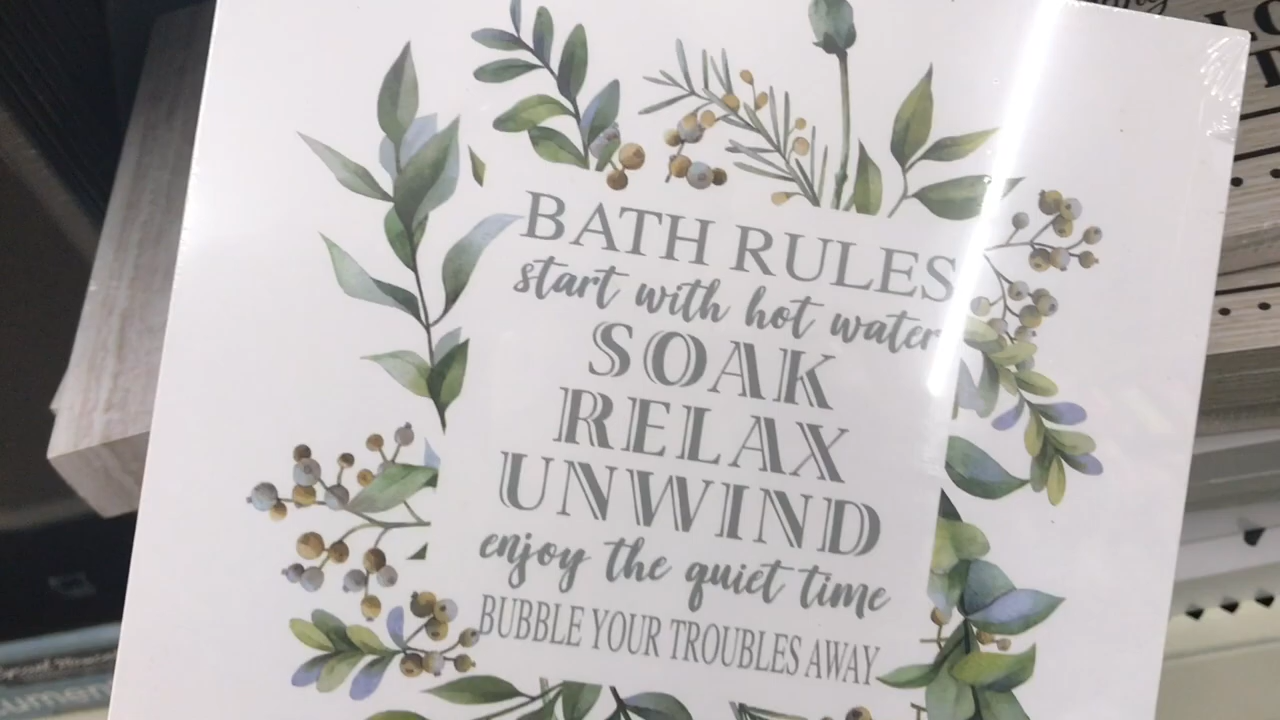 BATH RULES
start with hot water
SOAK
RELAX
UNWIND
enjoy the quiet time
BUBBLE YOUR TROUBLES AWAY